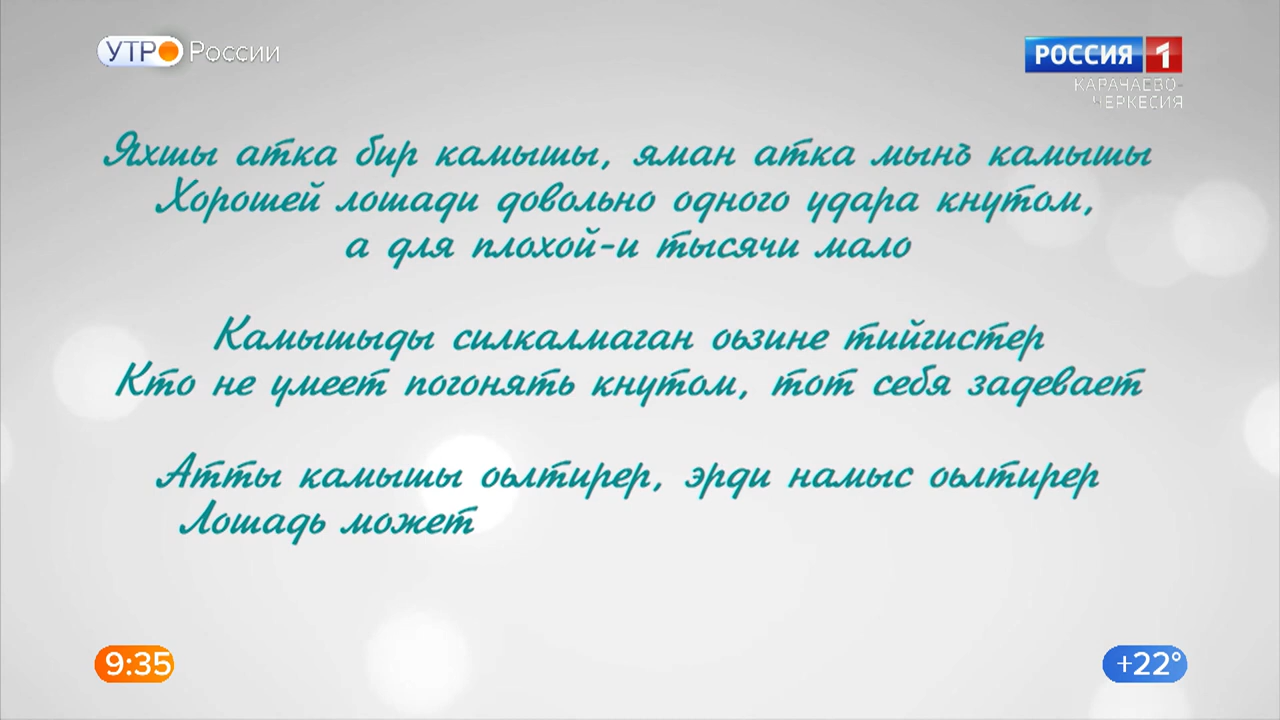 УТРО России
РОССИЯ 1
КАРАЧАЕВО-
ЧЕРКЕСИЯ
Яхшы атка бир камышы, яман атка мынъ камышы
Хорошей лошади довольно одного удара кнутом,
а для плохой-и тысячи мало
Камышыды силкалмаган оьзине тийгистер
Кто не умеет погонять кнутом, тот себя задевает
Атты камышы оьлтирер, эрди намыс оьлтирер
Лошадь может
9:35
+22°